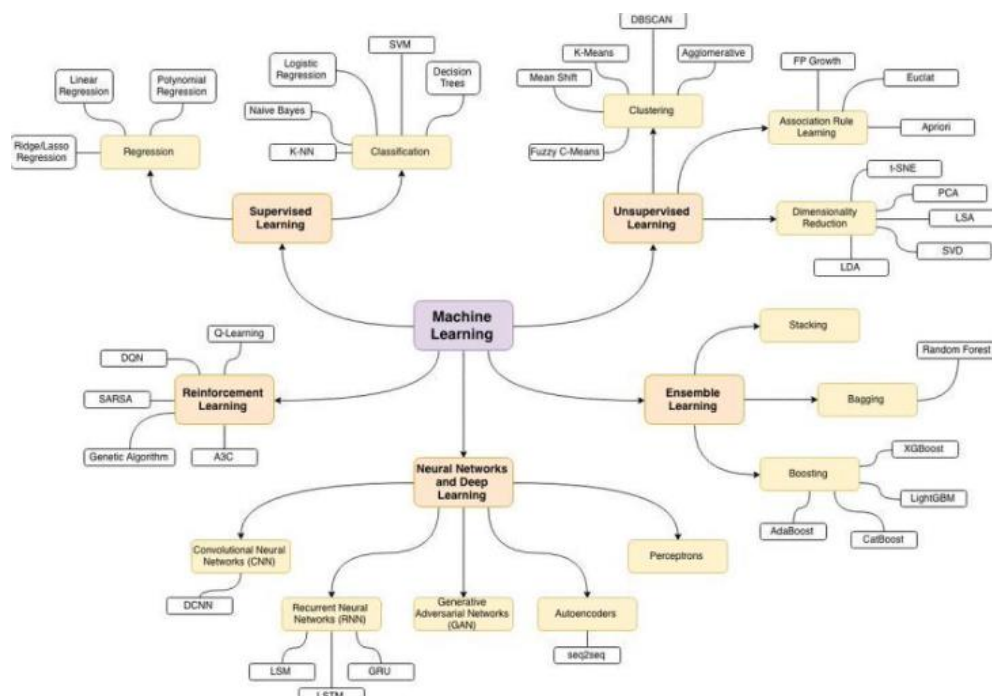 DBSCAN
SVM
K-Means
Agglomerative
Logistic
Regression
FP Growth
Linear
Regression
Polynomial
Regression
Decision
Trees
Mean Shift
Euclat
Naive Bayes
Clustering
Association Rule
Learning
Apriori
Ridge/Lasso
Regression
Regression
K-NN
Classification
Fuzzy C-Means
t-SNE
PCA
Supervised
Learning
Unsupervised
Learning
Dimensionality
Reduction
LSA
SVD
LDA
Machine
Learning
Q-Learning
Stacking
DQN
Random Forest
Reinforcement
Learning
SARSA
Ensemble
Learning
Bagging
Genetic Algorithm
A3C
Neural Networks
and Deep
Learning
XGBoost
Boosting
LightGBM
AdaBoost
CatBoost
Convolutional Neural
Networks (CNN)
Perceptrons
DCNN
Recurrent Neural
Networks (RNN)
Generative
Adversarial Networks
(GAN)
Autoencoders
seq2seq
LSM
GRU
LSTM